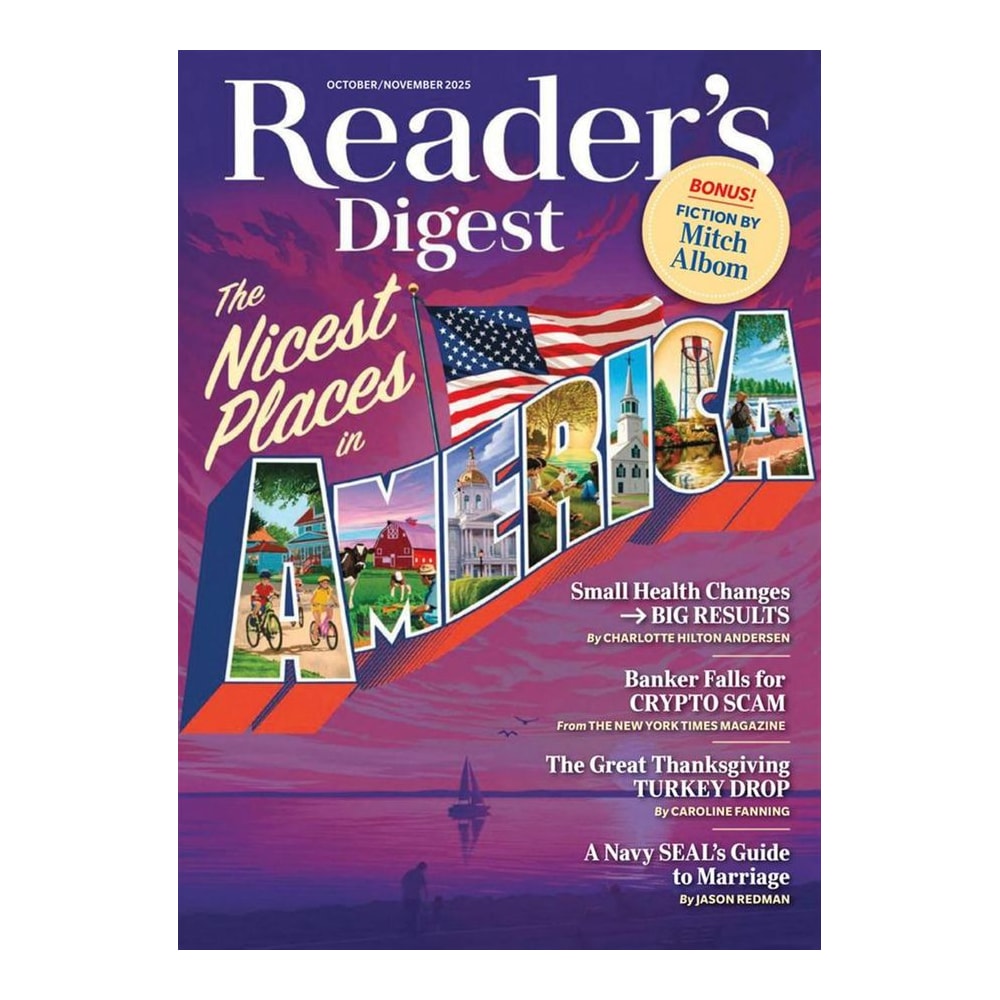 OCTOBER/NOVEMBER 2025
Reader's
Digest
BONUS!
FICTION BY
Mitch
Albom
The
Nicest
Places
in
AMERICA
Small Health Changes
→ BIG RESULTS
By CHARLOTTE HILTON ANDERSEN
Banker Falls for
CRYPTO SCAM
From THE NEW YORK TIMES MAGAZINE
The Great Thanksgiving
TURKEY DROP
By CAROLINE FANNING
A Navy SEAL's Guide
to Marriage
By JASON REDMAN